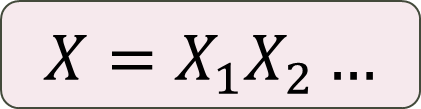 X = X₁X₂ ...